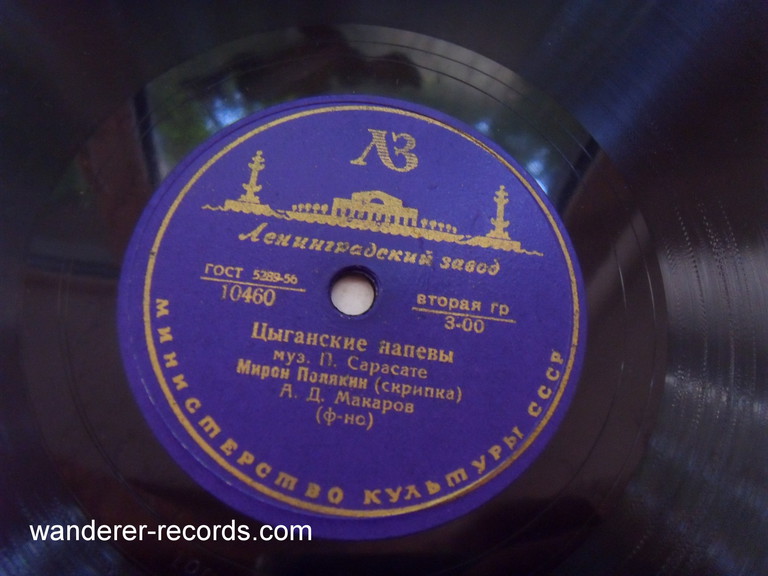 ЛЗ
Ленинградский завод
ГОСТ 5289-56
10460
вторая гр
3-00
Цыганские напевы
муз. П. Сарасате
Мирон Полякин (скрипка)
А. Д. Макаров
(ф-но)
МИНИСТЕРСТВО КУЛЬТУРЫ СССР
wanderer-records.com